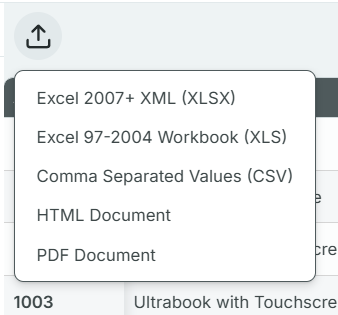 Excel 2007+ XML (XLSX)
Excel 97-2004 Workbook (XLS)
Comma Separated Values (CSV)
HTML Document
PDF Document
1003 Ultrabook with Touchscre